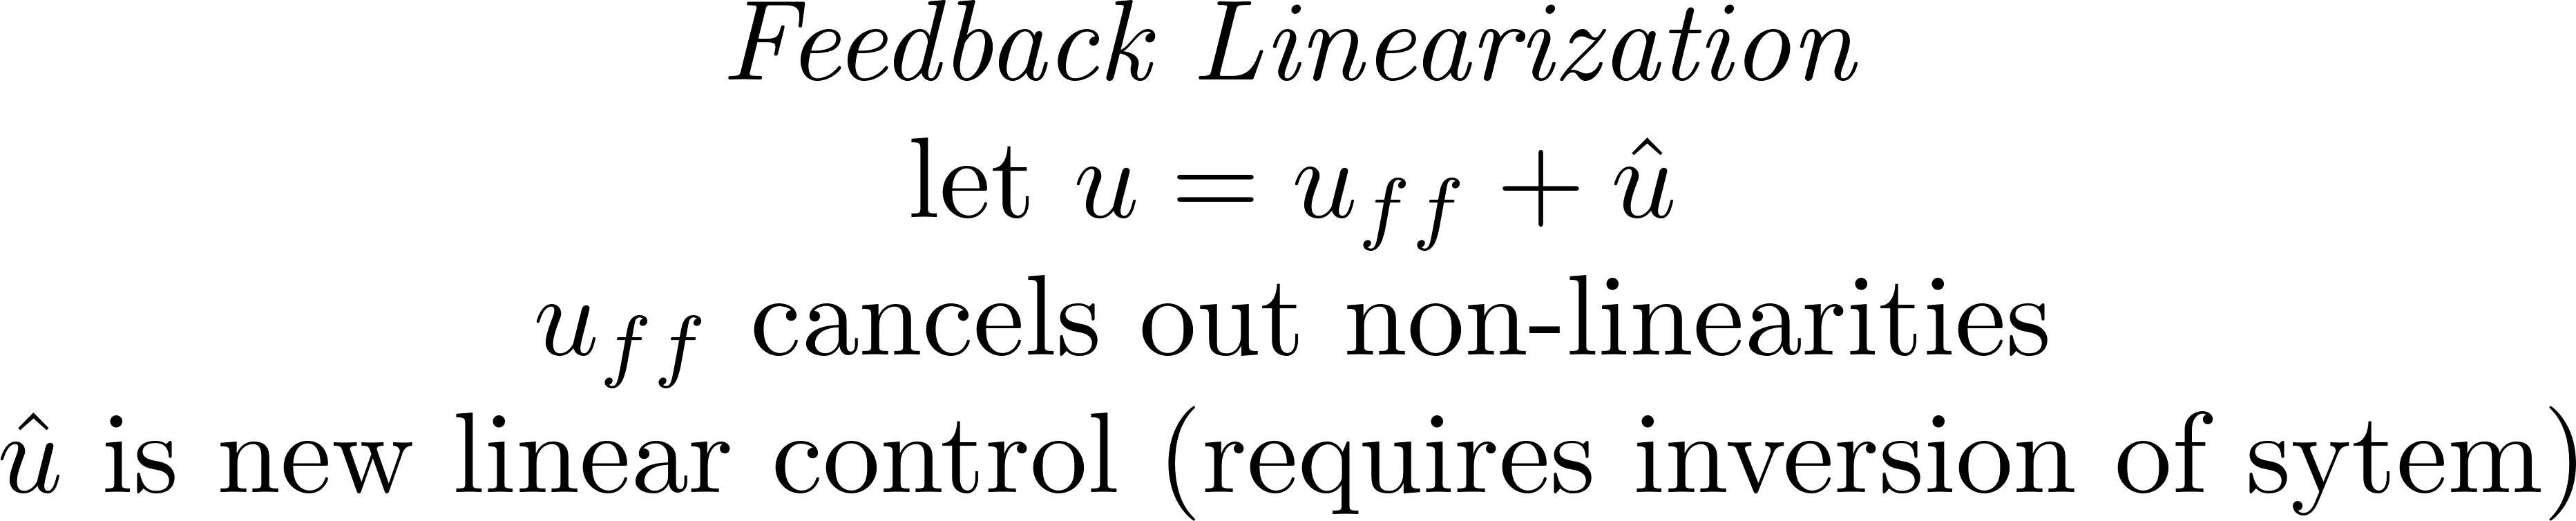 Feedback Linearization
let u = u_{ff} + û
u_{ff} cancels out non-linearities
û is new linear control (requires inversion of sytem)